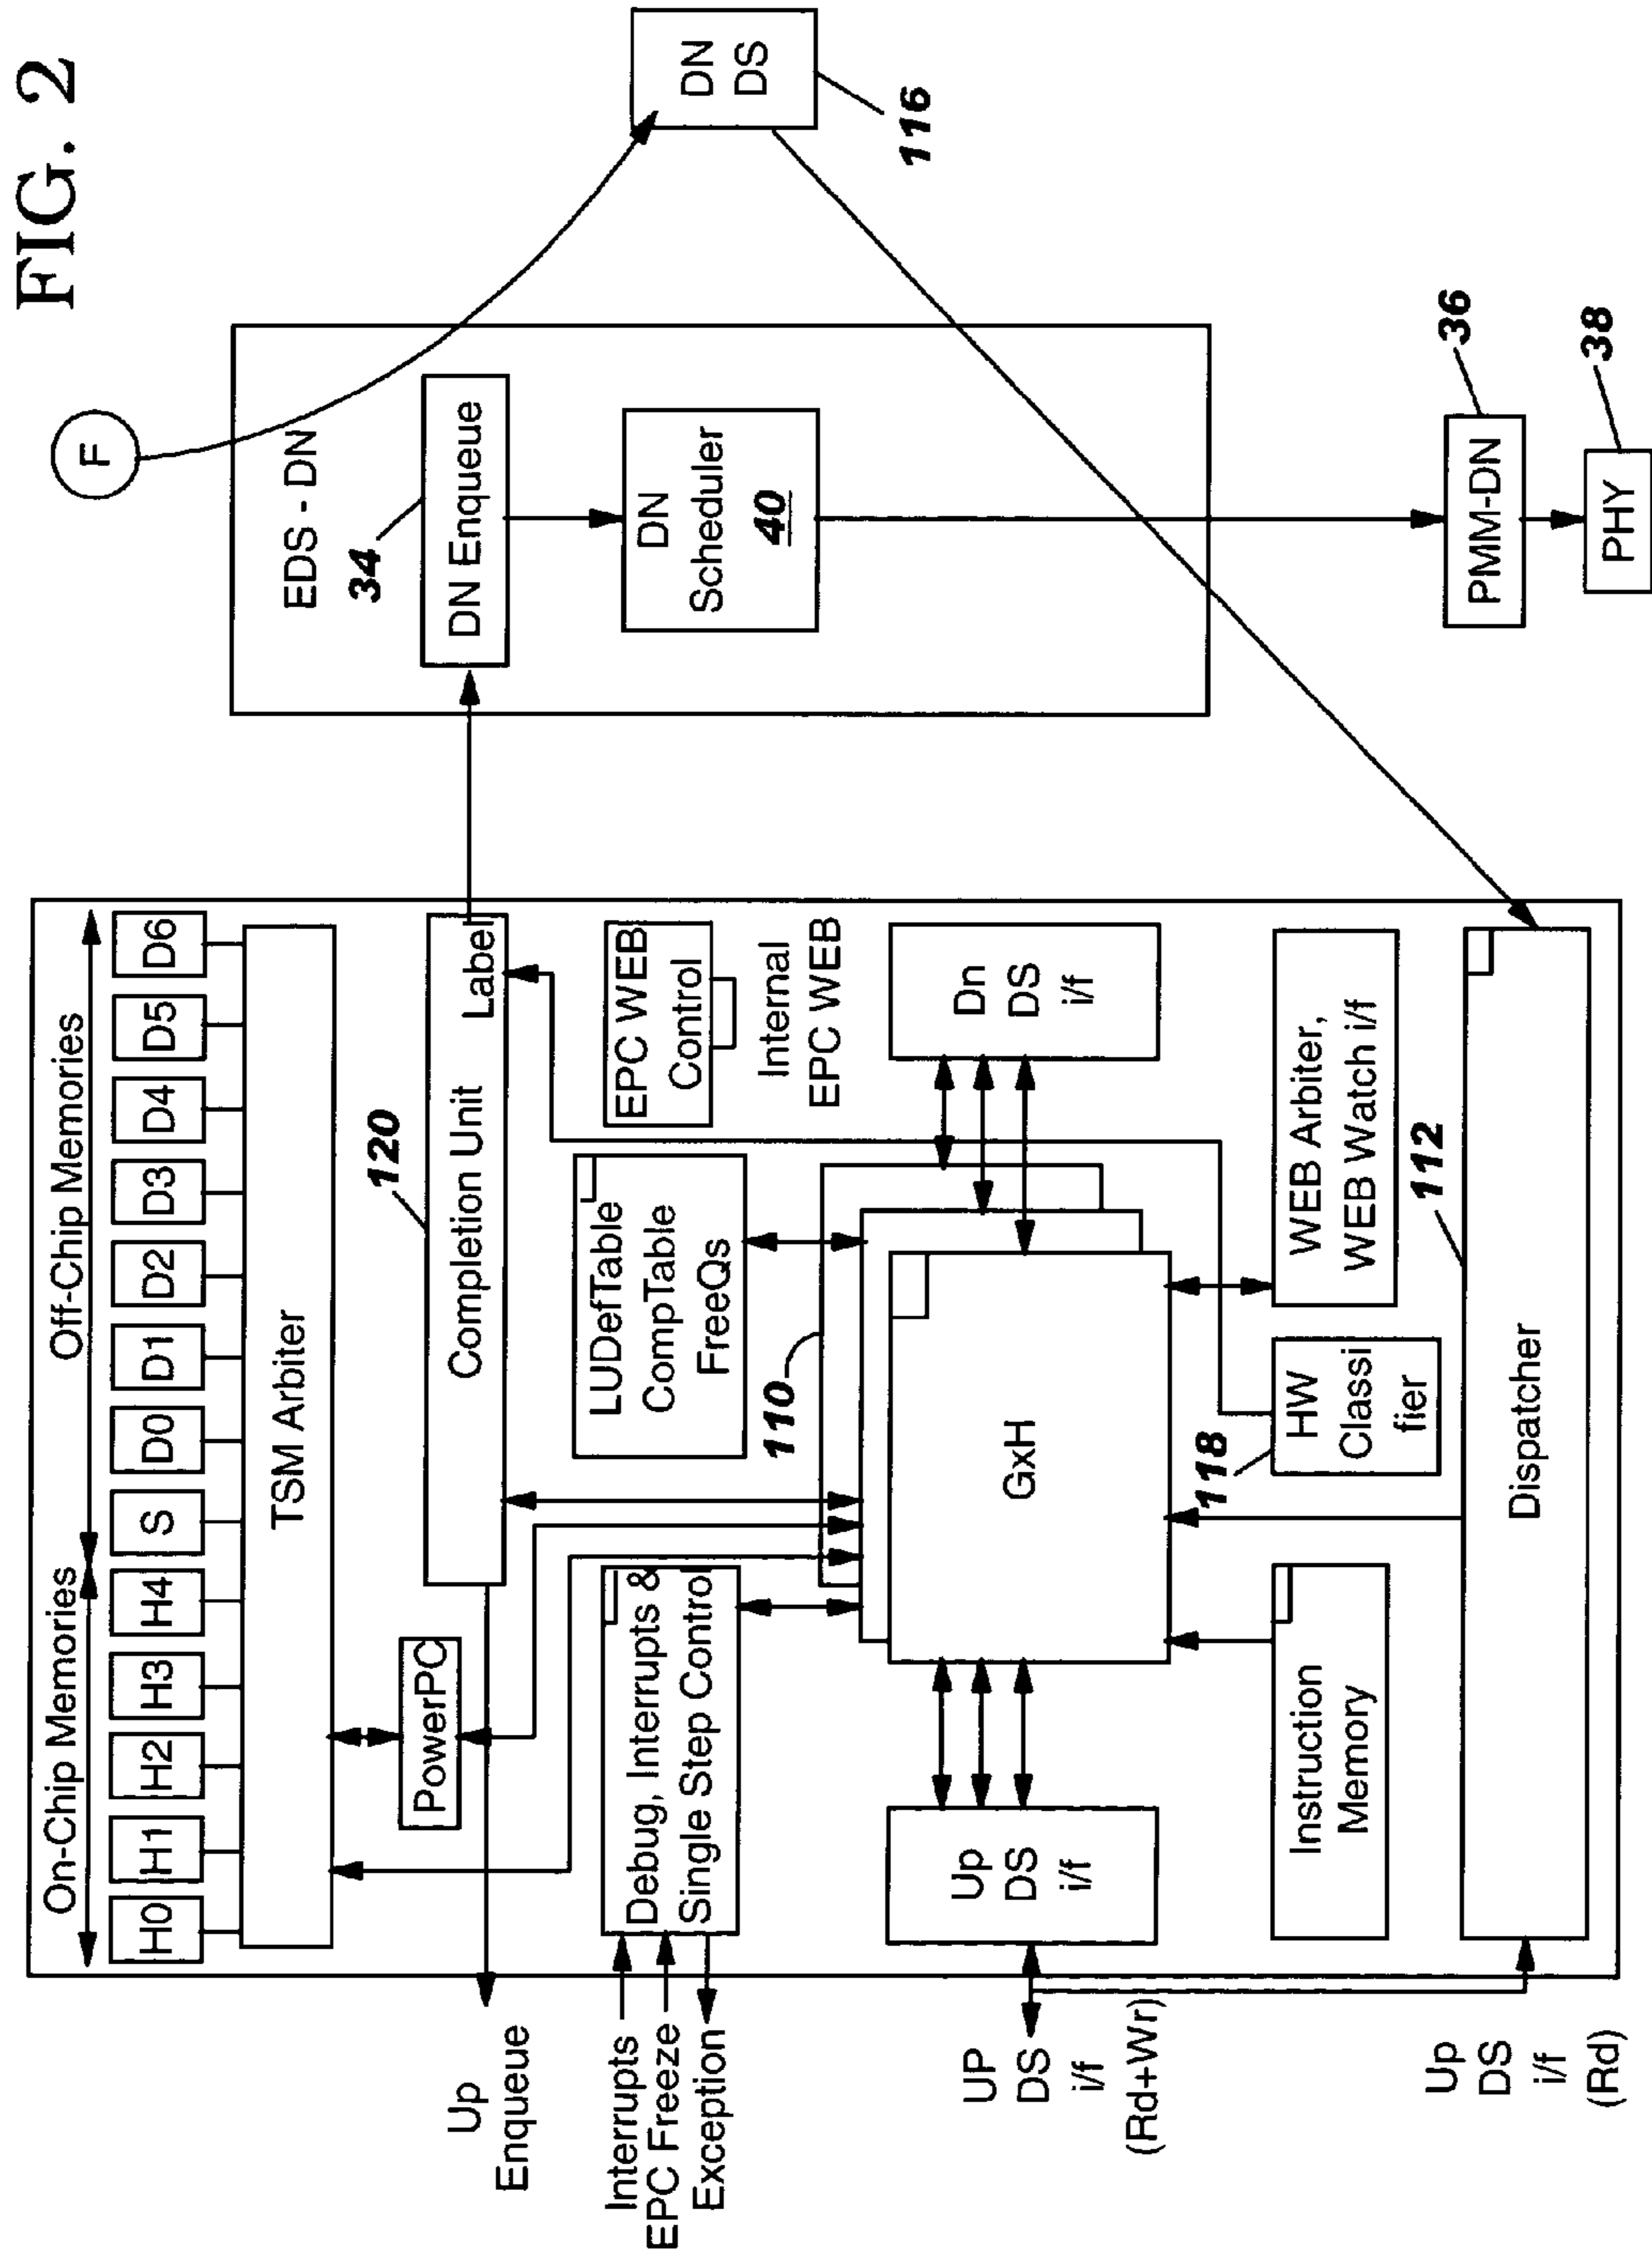 FIG. 2
On-Chip Memories
Off-Chip Memories
H0
H1
H2
H3
H4
S
D0
D1
D2
D3
D4
D5
D6
TSM Arbiter
PowerPC
120
Completion Unit
Label
Up
Enqueue
Interrupts
EPC Freeze
Exception
Debug, Interrupts &
Single Step Control
LUDefTable
CompTable
FreeQs
EPC WEB
Control
Internal
EPC WEB
110
GxH
Up
DS
i/f
Dn
DS
i/f
UP
DS
i/f
(Rd+Wr)
Instruction
Memory
118
HW
Classi
fier
WEB Arbiter,
WEB Watch i/f
112
Dispatcher
Up
DS
i/f
(Rd)
F
EDS - DN
34
DN Enqueue
DN
Scheduler
40
DN
DS
116
PMM-DN
36
PHY
38